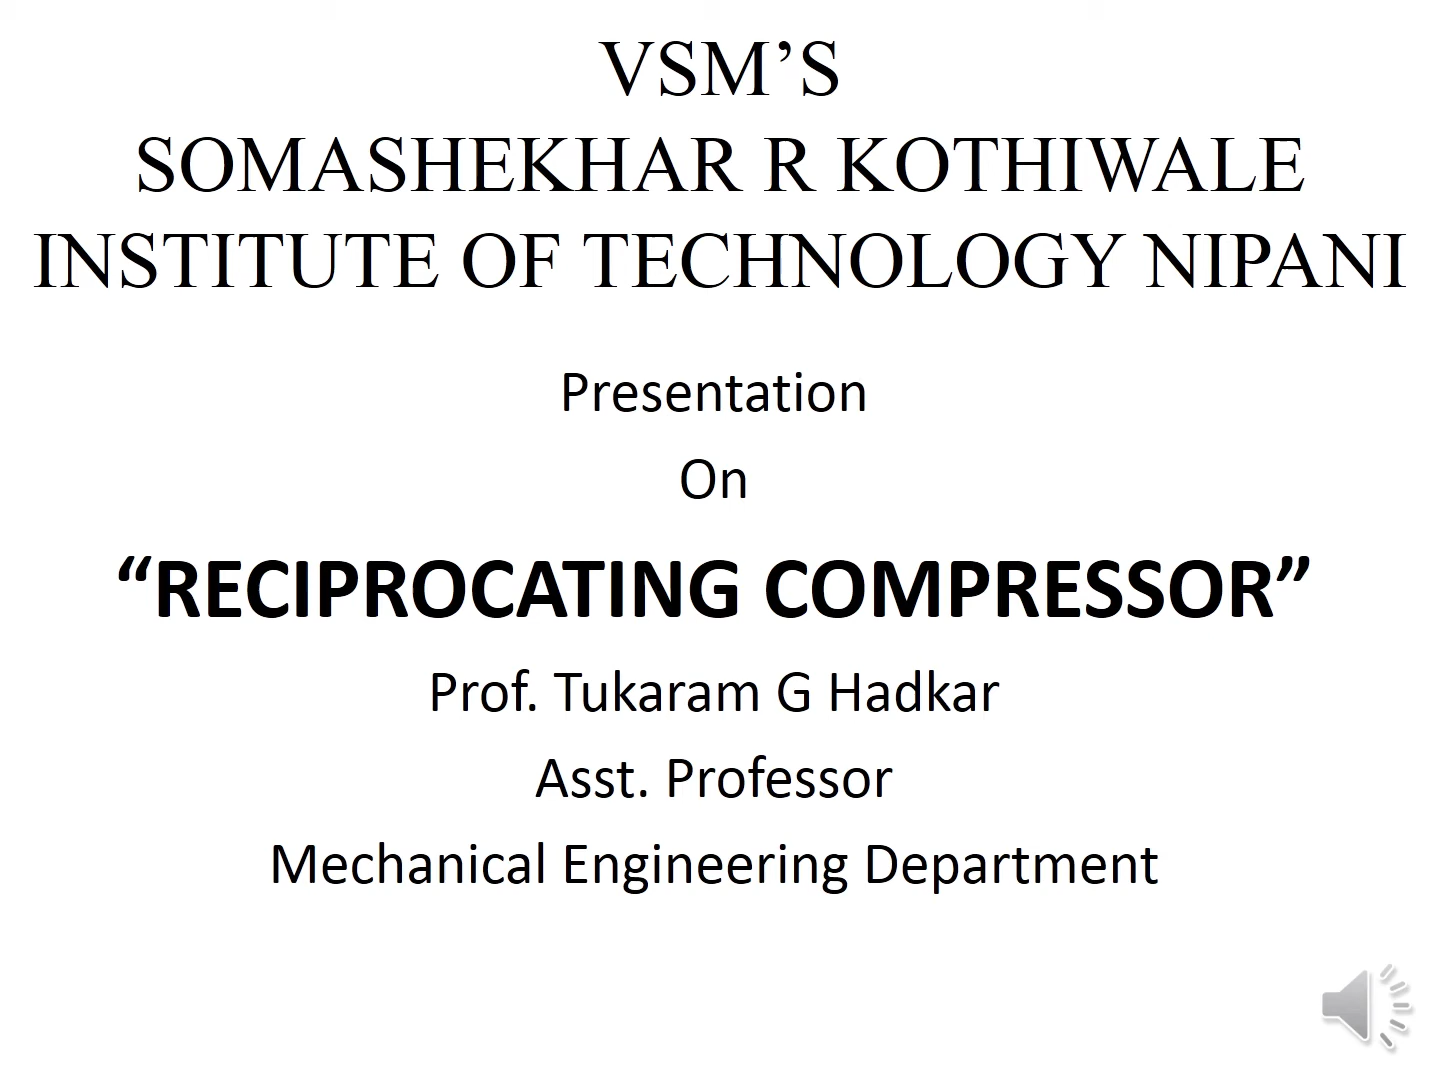 VSM’S
SOMASHEKHAR R KOTHIWALE
INSTITUTE OF TECHNOLOGY NIPANI
Presentation
On
“RECIPROCATING COMPRESSOR”
Prof. Tukaram G Hadkar
Asst. Professor
Mechanical Engineering Department